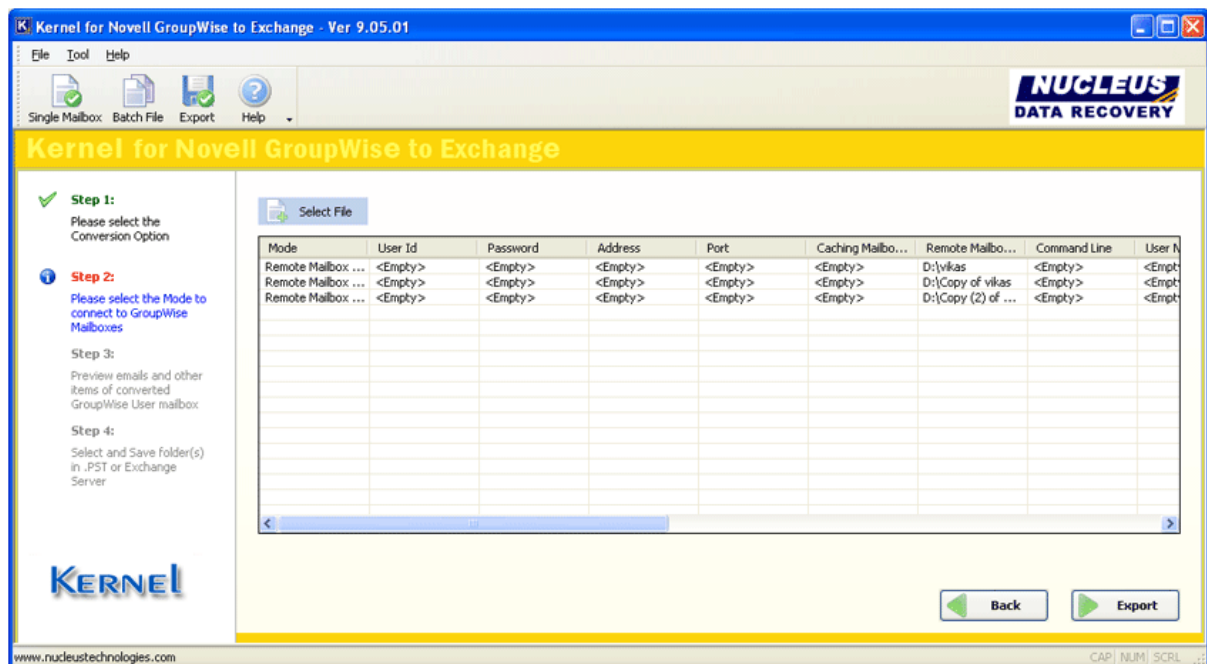 Kernel for Novell GroupWise to Exchange - Ver 9.05.01
File Tool Help
Single Mailbox Batch File Export Help
NUCLEUS
DATA RECOVERY
Kernel for Novell GroupWise to Exchange
Step 1:
Please select the
Conversion Option
Step 2:
Please select the Mode to
connect to GroupWise
Mailboxes
Step 3:
Preview emails and other
items of converted
GroupWise User mailbox
Step 4:
Select and Save folder(s)
in .PST or Exchange
Server
KERNEL
Select File
Mode User Id Password Address Port Caching Mailbo... Remote Mailbo... Command Line User N
Remote Mailbox ... <Empty> <Empty> <Empty> <Empty> <Empty> D:\vikas <Empty> <Empt
Remote Mailbox ... <Empty> <Empty> <Empty> <Empty> <Empty> D:\Copy of vikas <Empty> <Empt
Remote Mailbox ... <Empty> <Empty> <Empty> <Empty> <Empty> D:\Copy (2) of ... <Empty> <Empt
Back Export
www.nucleustechnologies.com
CAP NUM SCRL